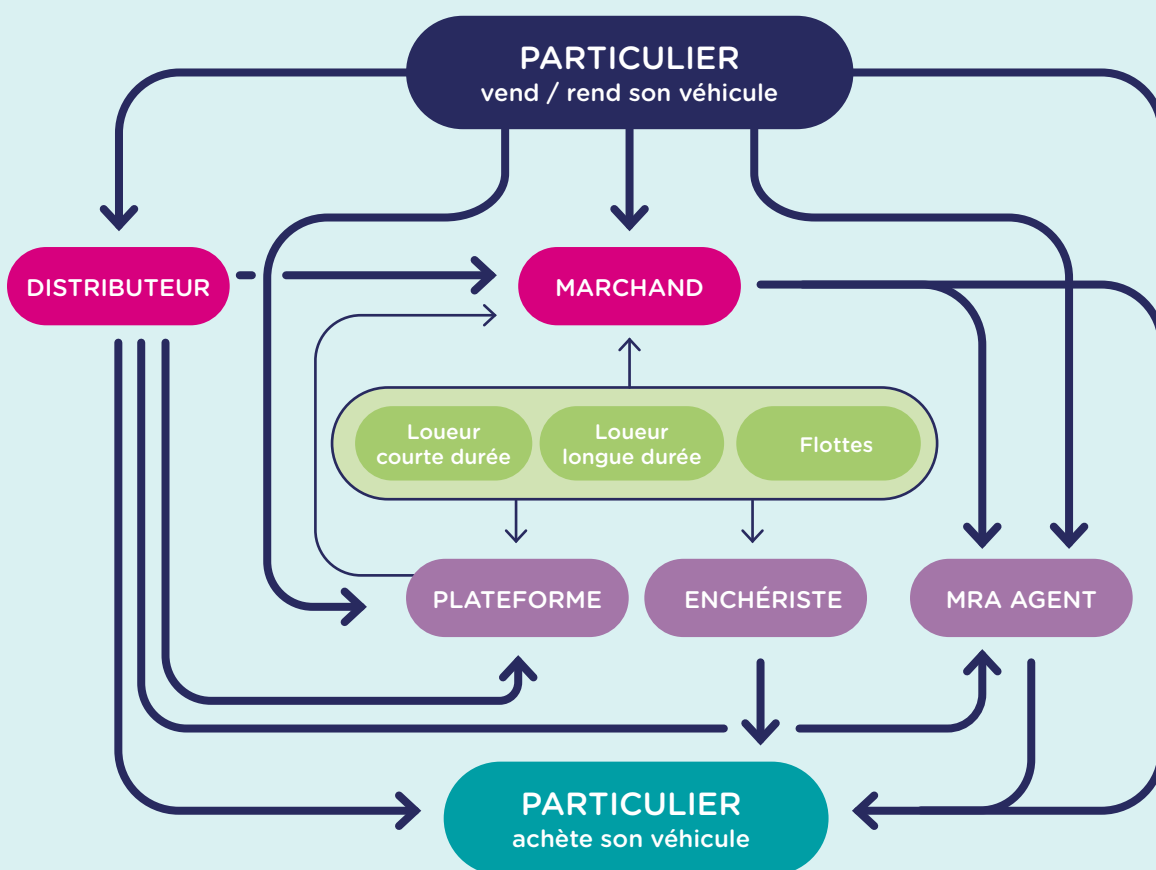 PARTICULIER
vend / rend son véhicule
DISTRIBUTEUR
MARCHAND
Loueur
courte durée
Loueur
longue durée
Flottes
PLATEFORME
ENCHÉRISTE
MRA AGENT
PARTICULIER
achète son véhicule